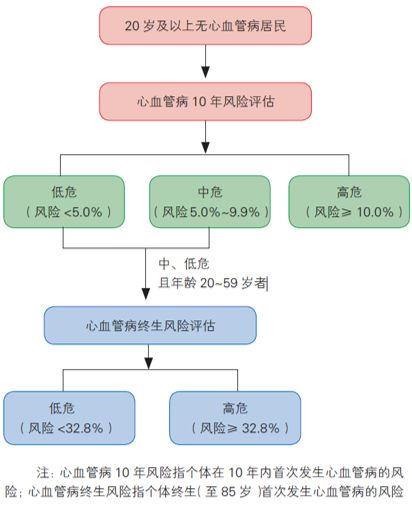 20 岁及以上无心血管病居民
心血管病 10 年风险评估
低危
（风险 <5.0%）
中危
（风险 5.0%~9.9%）
高危
（风险≥ 10.0%）
中、低危
且年龄 20~59 岁者
心血管病终生风险评估
低危
（风险 <32.8%）
高危
（风险≥ 32.8%）
注：心血管病 10 年风险指个体在 10 年内首次发生心血管病的风
险；心血管病终生风险指个体终生（至 85 岁）首次发生心血管病的风险